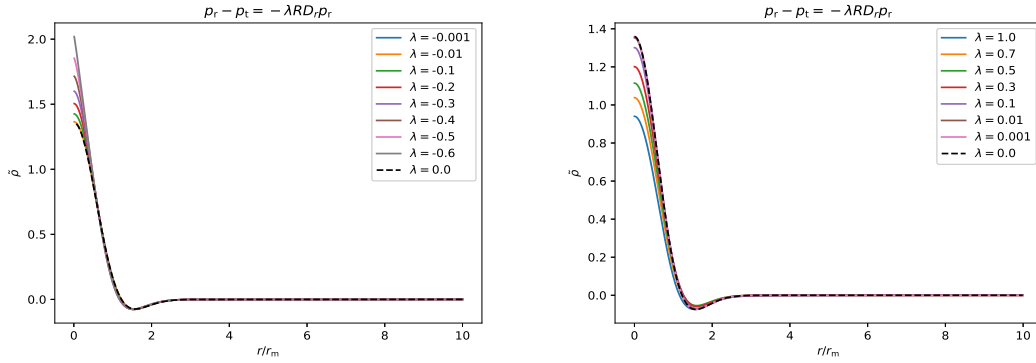 p_r − p_t = −λRD_r p_r
2.0
1.5
1.0
0.5
0.0
ρ̃
0
2
4
6
8
10
r/r_m
λ = -0.001
λ = -0.01
λ = -0.1
λ = -0.2
λ = -0.3
λ = -0.4
λ = -0.5
λ = -0.6
λ = 0.0
p_r − p_t = −λRD_r p_r
1.4
1.2
1.0
0.8
0.6
0.4
0.2
0.0
ρ̃
0
2
4
6
8
10
r/r_m
λ = 1.0
λ = 0.7
λ = 0.5
λ = 0.3
λ = 0.1
λ = 0.01
λ = 0.001
λ = 0.0